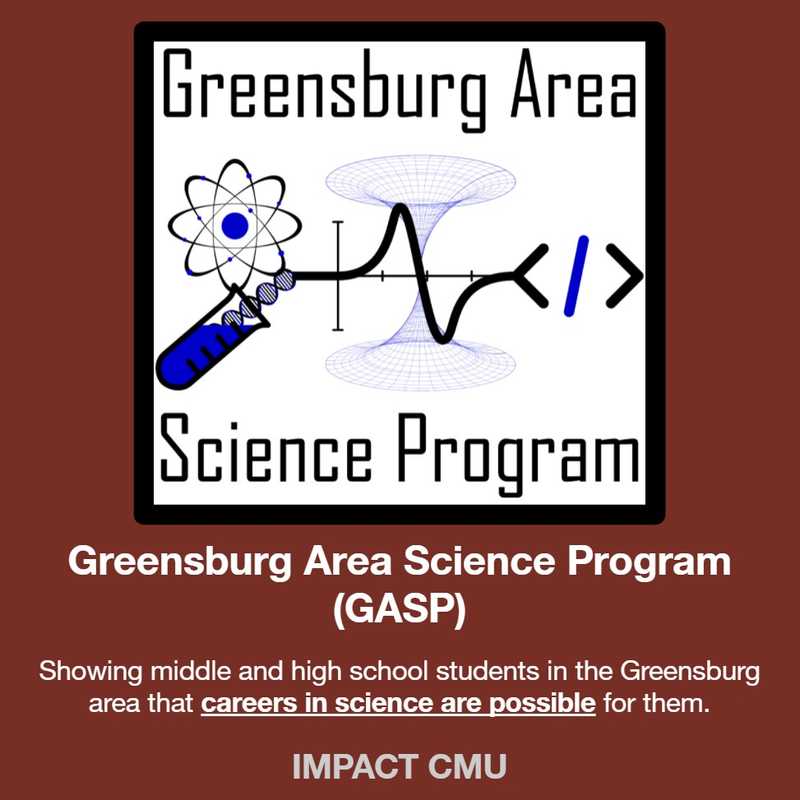 Greensburg Area
</>
Science Program
Greensburg Area Science Program
(GASP)
Showing middle and high school students in the Greensburg
area that careers in science are possible for them.
IMPACT CMU